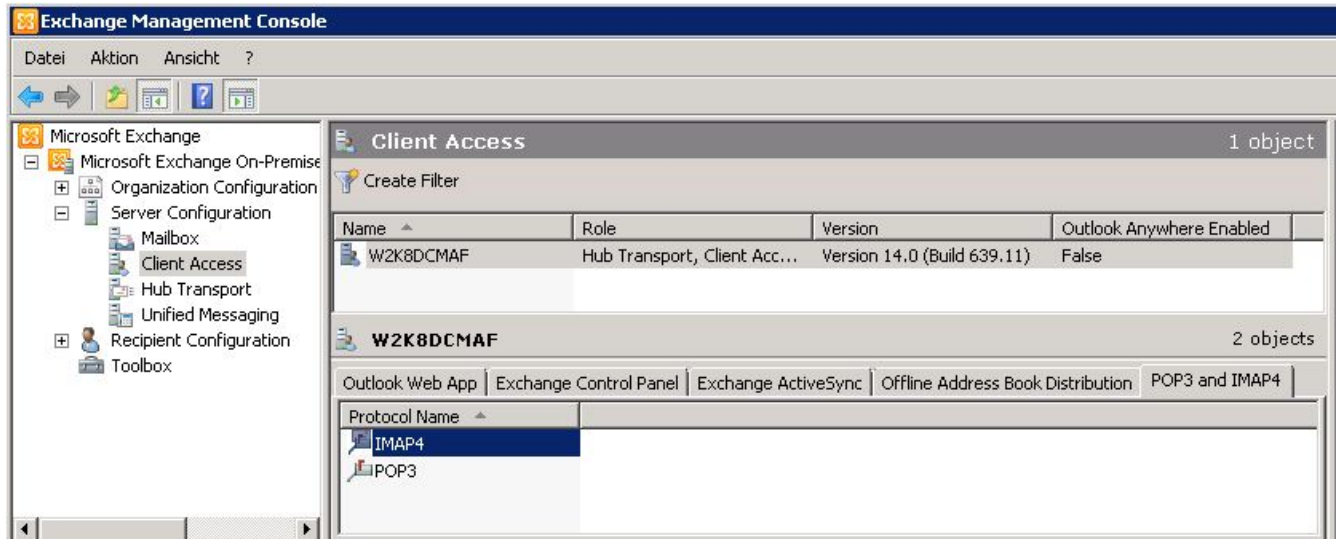 Exchange Management Console
Datei Aktion Ansicht ?
Microsoft Exchange
Microsoft Exchange On-Premise
Organization Configuration
Server Configuration
Mailbox
Client Access
Hub Transport
Unified Messaging
Recipient Configuration
Toolbox
Client Access 1 object
Create Filter
Name Role Version Outlook Anywhere Enabled
W2K8DCMAF Hub Transport, Client Acc... Version 14.0 (Build 639.11) False
W2K8DCMAF 2 objects
Outlook Web App Exchange Control Panel Exchange ActiveSync Offline Address Book Distribution POP3 and IMAP4
Protocol Name
IMAP4
POP3